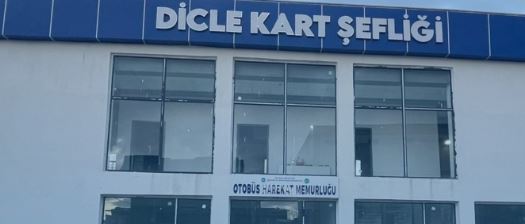 DİCLE KART ŞEFLİĞİ
OTOBÜS HAREKAT MEMURLUĞU